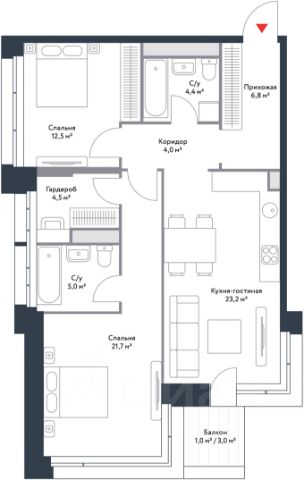 С/у
4,4 м²
Прихожая
6,8 м²
Спальня
12,5 м²
Коридор
4,0 м²
Гардероб
4,5 м²
С/у
5,0 м²
Кухня-гостиная
23,2 м²
Спальня
21,7 м²
Балкон
1,0 м² / 3,0 м²